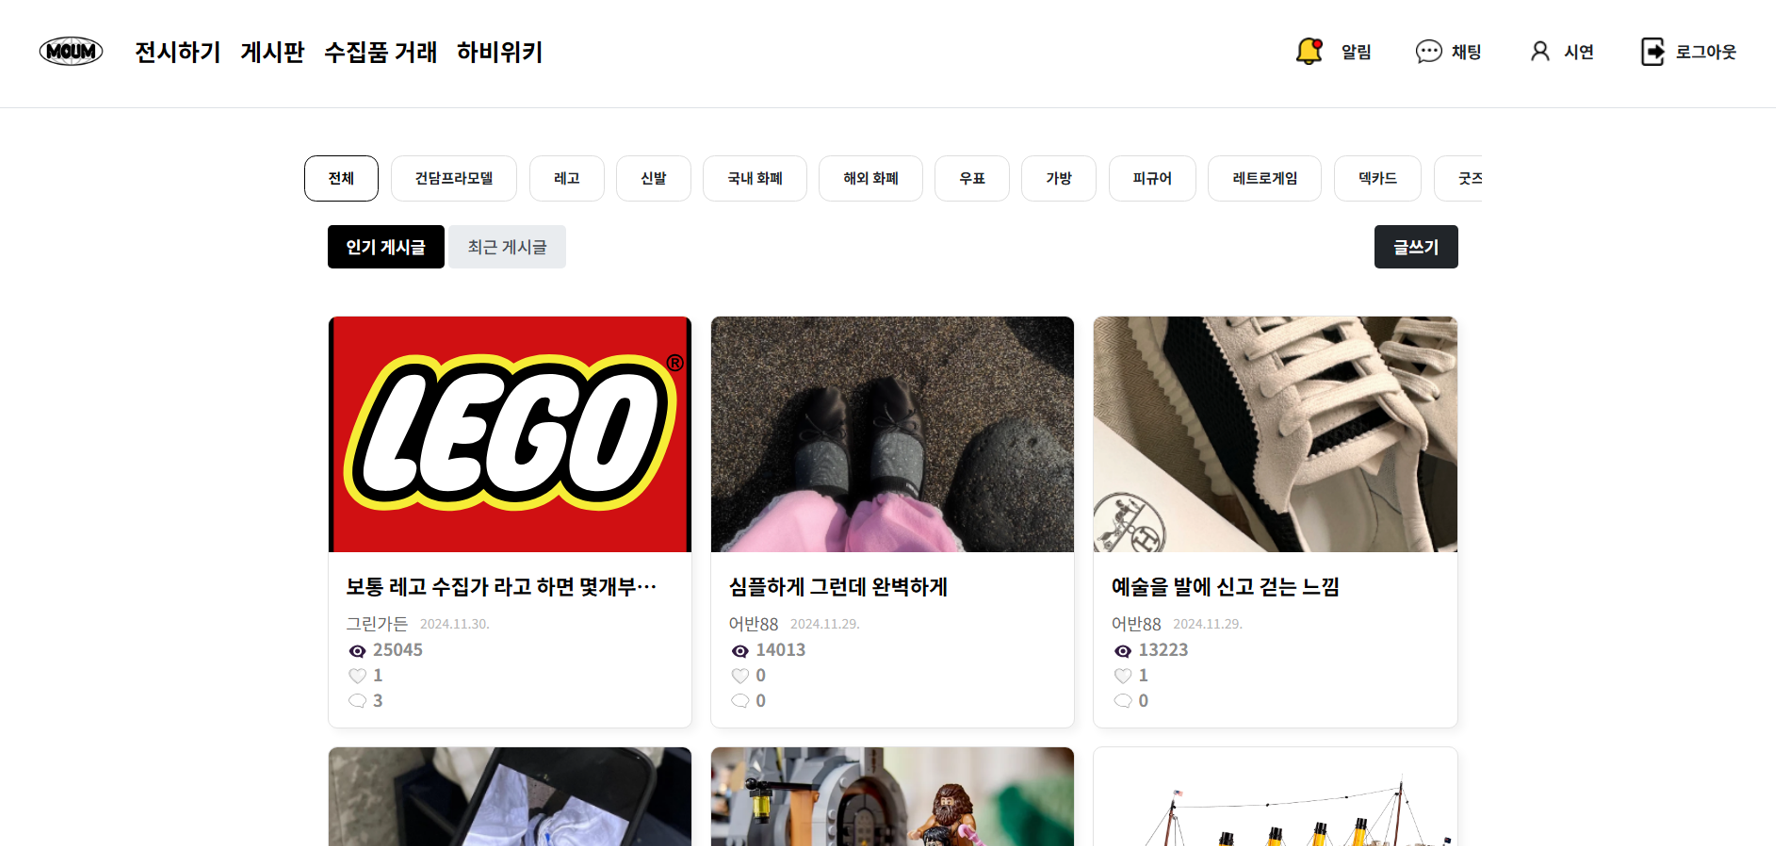 MOUM 전시하기 게시판 수집품 거래 하비위키 알림 채팅 시연 로그아웃
전체 건담프라모델 레고 신발 국내 화폐 해외 화폐 우표 가방 피규어 레트로게임 덱카드 굿즈
인기 게시글 최근 게시글 글쓰기
LEGO ®
보통 레고 수집가 라고 하면 몇개부…
그린가든 2024.11.30.
25045
1
3
심플하게 그런데 완벽하게
어반88 2024.11.29.
14013
0
0
예술을 발에 신고 걷는 느낌
어반88 2024.11.29.
13223
1
0